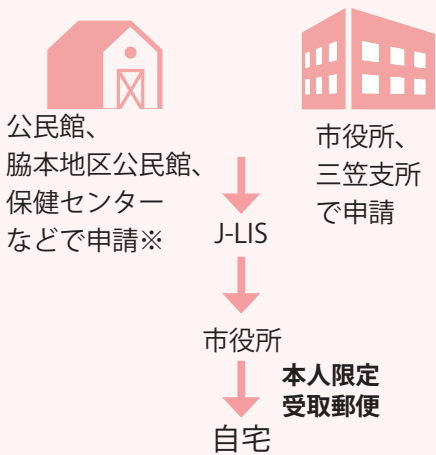 公民館、
脇本地区公民館、
保健センター
などで申請※
市役所、
三笠支所
で申請
J-LIS
市役所
本人限定
受取郵便
自宅